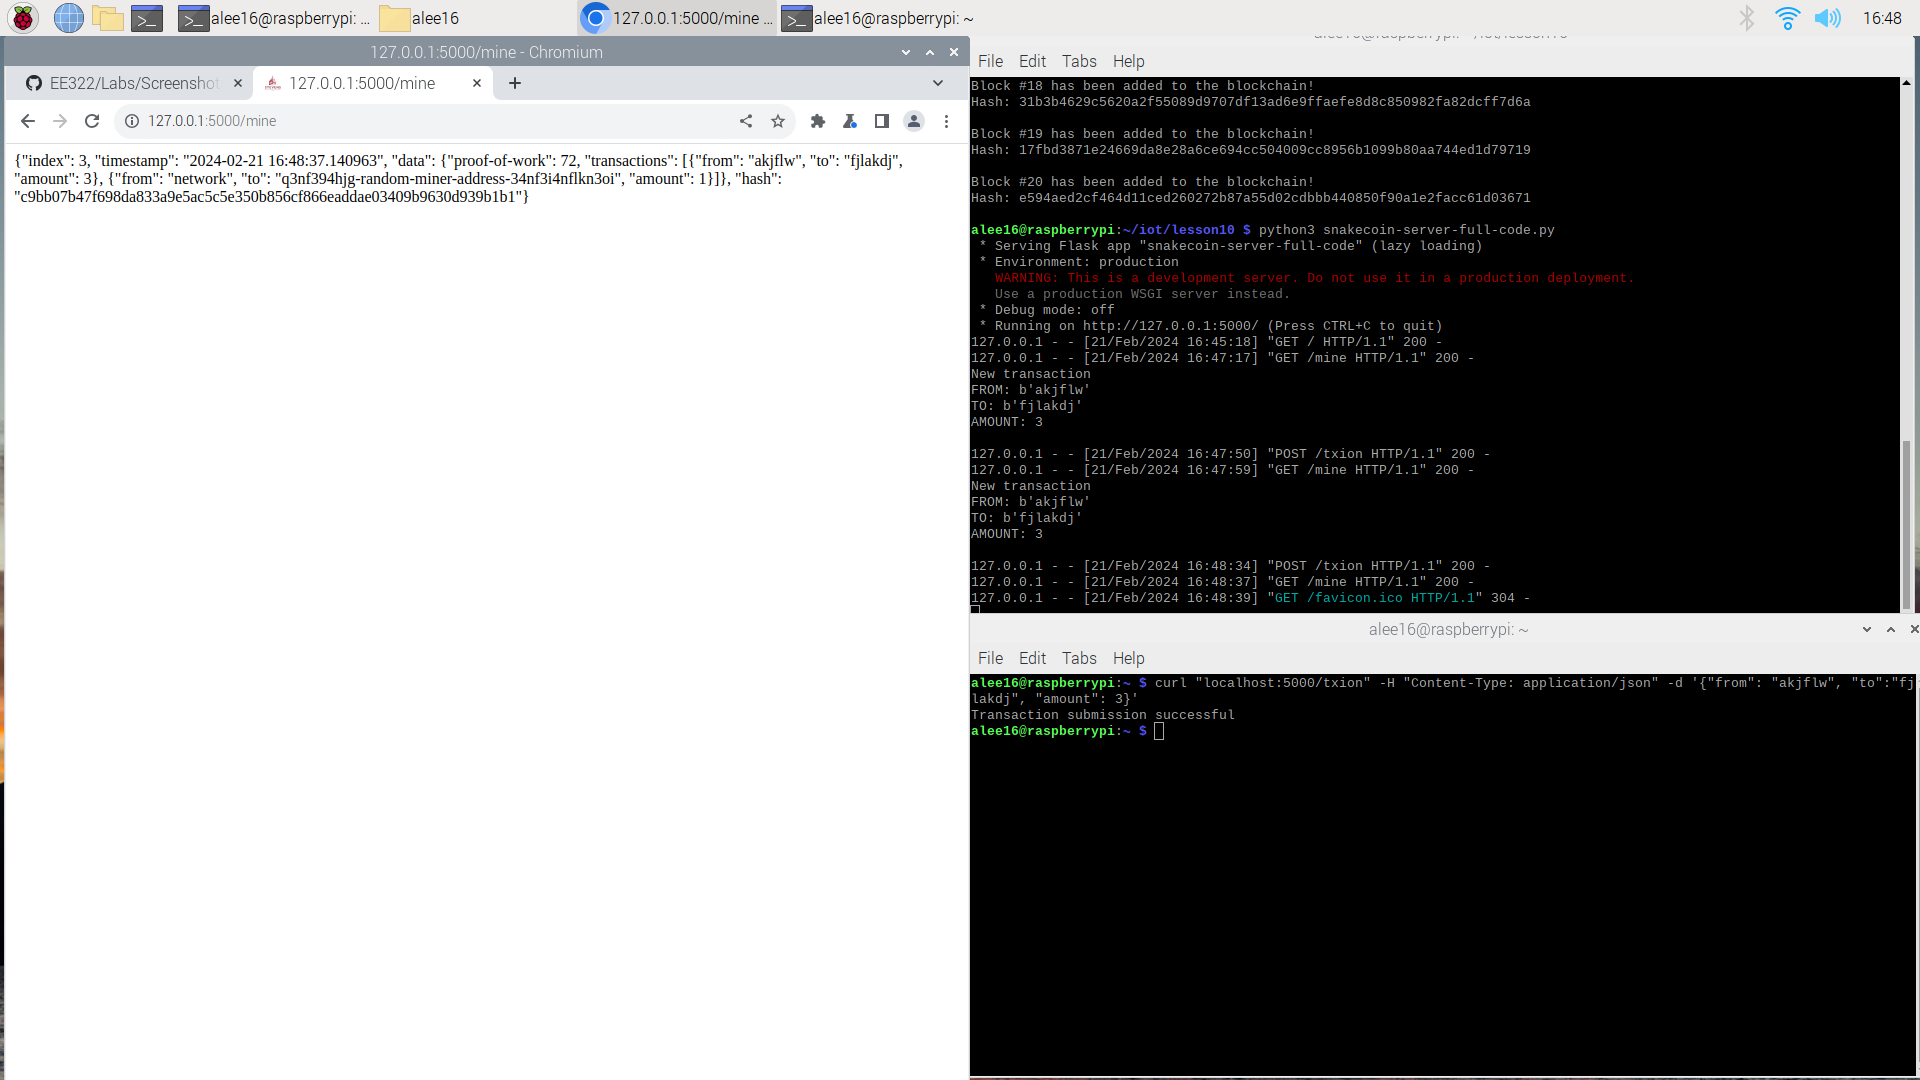 alee16@raspberrypi: ...
alee16
127.0.0.1:5000/mine ...
alee16@raspberrypi: ~
16:48
127.0.0.1:5000/mine - Chromium
EE322/Labs/Screenshot
127.0.0.1:5000/mine
127.0.0.1:5000/mine
{"index": 3, "timestamp": "2024-02-21 16:48:37.140963", "data": {"proof-of-work": 72, "transactions": [{"from": "akjflw", "to": "fjlakdj",
"amount": 3}, {"from": "network", "to": "q3nf394hjg-random-miner-address-34nf3i4nflkn3oi", "amount": 1}]}, "hash":
"c9bb07b47f698da833a9e5ac5c5e350b856cf866eaddae03409b9630d939b1b1"}
File Edit Tabs Help
Block #18 has been added to the blockchain!
Hash: 31b3b4629c5620a2f55089d9707df13ad6e9ffaefe8d8c850982fa82dcff7d6a
Block #19 has been added to the blockchain!
Hash: 17fbd3871e24669da8e28a6ce694cc504009cc8956b1099b80aa744ed1d79719
Block #20 has been added to the blockchain!
Hash: e594aed2cf464d11ced260272b87a55d02cdbbb440850f90a1e2facc61d03671
alee16@raspberrypi:~/iot/lesson10 $ python3 snakecoin-server-full-code.py
* Serving Flask app "snakecoin-server-full-code" (lazy loading)
* Environment: production
WARNING: This is a development server. Do not use it in a production deployment.
Use a production WSGI server instead.
* Debug mode: off
* Running on http://127.0.0.1:5000/ (Press CTRL+C to quit)
127.0.0.1 - - [21/Feb/2024 16:45:18] "GET / HTTP/1.1" 200 -
127.0.0.1 - - [21/Feb/2024 16:47:17] "GET /mine HTTP/1.1" 200 -
New transaction
FROM: b'akjflw'
TO: b'fjlakdj'
AMOUNT: 3
127.0.0.1 - - [21/Feb/2024 16:47:50] "POST /txion HTTP/1.1" 200 -
127.0.0.1 - - [21/Feb/2024 16:47:59] "GET /mine HTTP/1.1" 200 -
New transaction
FROM: b'akjflw'
TO: b'fjlakdj'
AMOUNT: 3
127.0.0.1 - - [21/Feb/2024 16:48:34] "POST /txion HTTP/1.1" 200 -
127.0.0.1 - - [21/Feb/2024 16:48:37] "GET /mine HTTP/1.1" 200 -
127.0.0.1 - - [21/Feb/2024 16:48:39] "GET /favicon.ico HTTP/1.1" 304 -
alee16@raspberrypi: ~
File Edit Tabs Help
alee16@raspberrypi:~ $ curl "localhost:5000/txion" -H "Content-Type: application/json" -d '{"from": "akjflw", "to":"fj
lakdj", "amount": 3}'
Transaction submission successful
alee16@raspberrypi:~ $